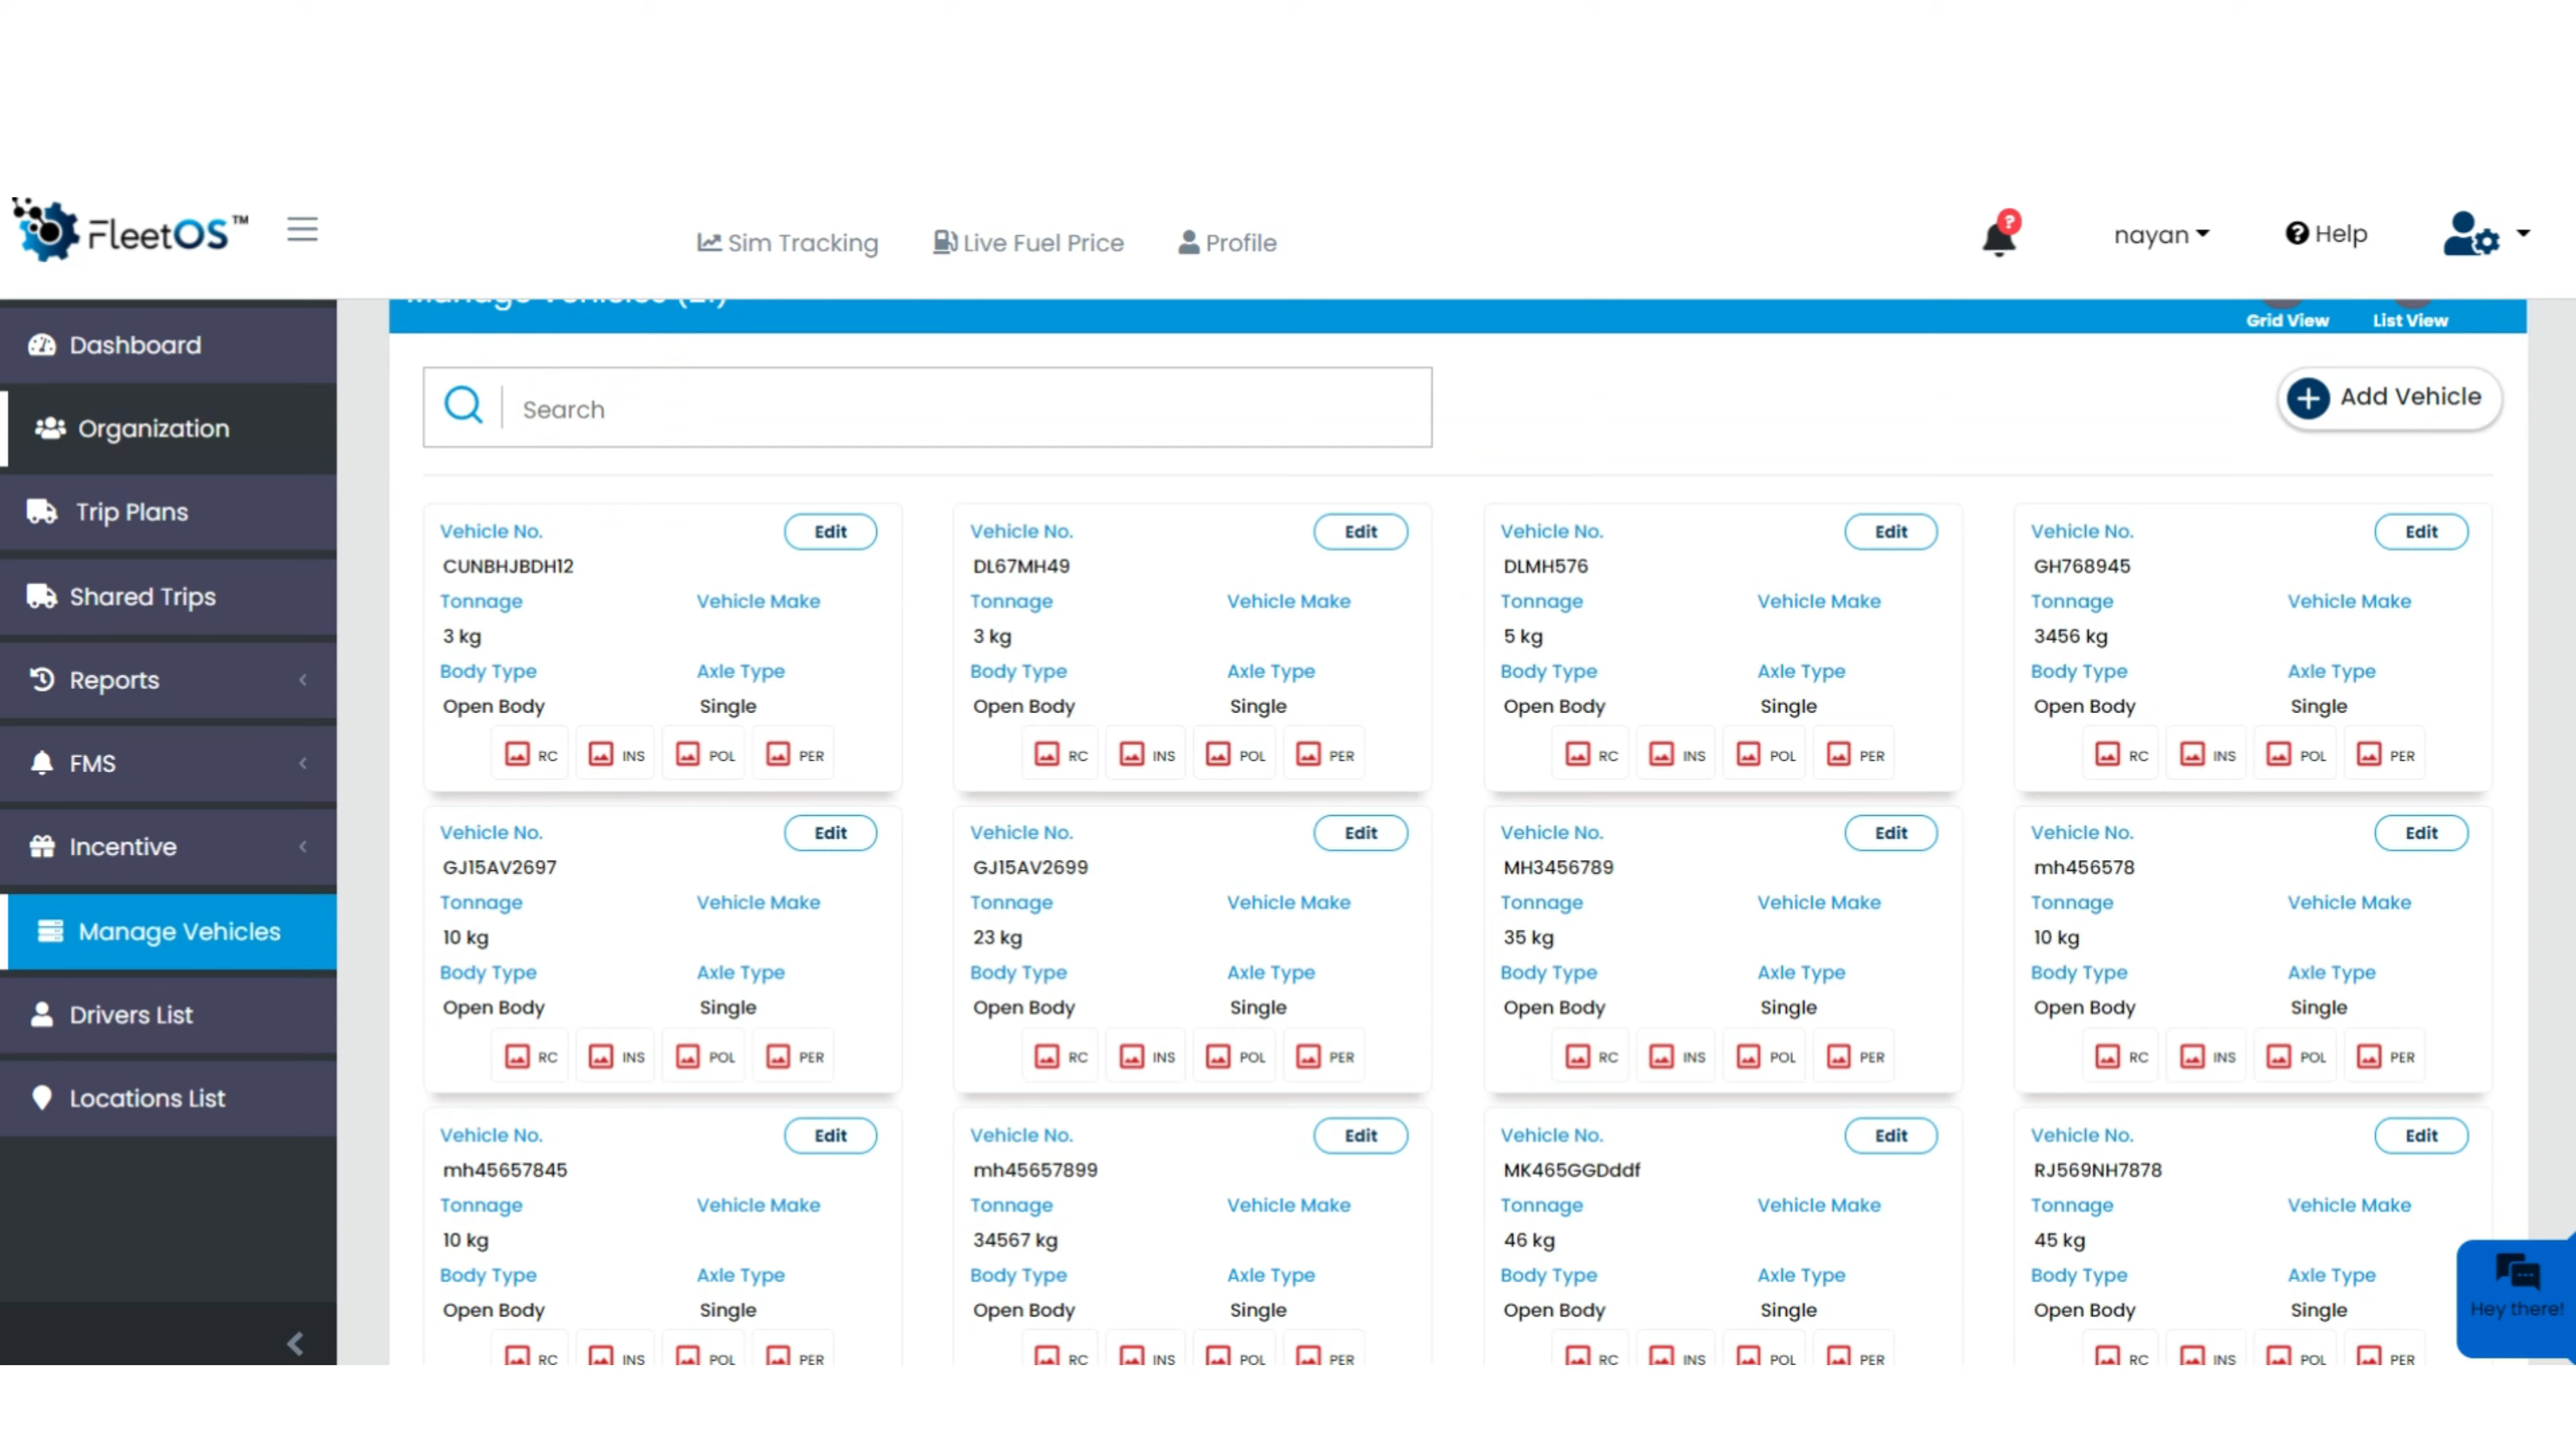 FleetOS™
Sim Tracking
Live Fuel Price
Profile
?
nayan
Help
Dashboard
Organization
Trip Plans
Shared Trips
Reports
FMS
Incentive
Manage Vehicles
Drivers List
Locations List
Manage Vehicles
Grid View
List View
Search
Add Vehicle
Vehicle No. Edit
CUNBHJBDH12
Tonnage Vehicle Make
3 kg
Body Type Axle Type
Open Body Single
RC INS POL PER
Vehicle No. Edit
DL67MH49
Tonnage Vehicle Make
3 kg
Body Type Axle Type
Open Body Single
RC INS POL PER
Vehicle No. Edit
DLMH576
Tonnage Vehicle Make
5 kg
Body Type Axle Type
Open Body Single
RC INS POL PER
Vehicle No. Edit
GH768945
Tonnage Vehicle Make
3456 kg
Body Type Axle Type
Open Body Single
RC INS POL PER
Vehicle No. Edit
GJ15AV2697
Tonnage Vehicle Make
10 kg
Body Type Axle Type
Open Body Single
RC INS POL PER
Vehicle No. Edit
GJ15AV2699
Tonnage Vehicle Make
23 kg
Body Type Axle Type
Open Body Single
RC INS POL PER
Vehicle No. Edit
MH3456789
Tonnage Vehicle Make
35 kg
Body Type Axle Type
Open Body Single
RC INS POL PER
Vehicle No. Edit
mh456578
Tonnage Vehicle Make
10 kg
Body Type Axle Type
Open Body Single
RC INS POL PER
Vehicle No. Edit
mh45657845
Tonnage Vehicle Make
10 kg
Body Type Axle Type
Open Body Single
RC INS POL PER
Vehicle No. Edit
mh45657899
Tonnage Vehicle Make
34567 kg
Body Type Axle Type
Open Body Single
RC INS POL PER
Vehicle No. Edit
MK465GGDddf
Tonnage Vehicle Make
46 kg
Body Type Axle Type
Open Body Single
RC INS POL PER
Vehicle No. Edit
RJ569NH7878
Tonnage Vehicle Make
45 kg
Body Type Axle Type
Open Body Single
RC INS POL PER
Hey there!